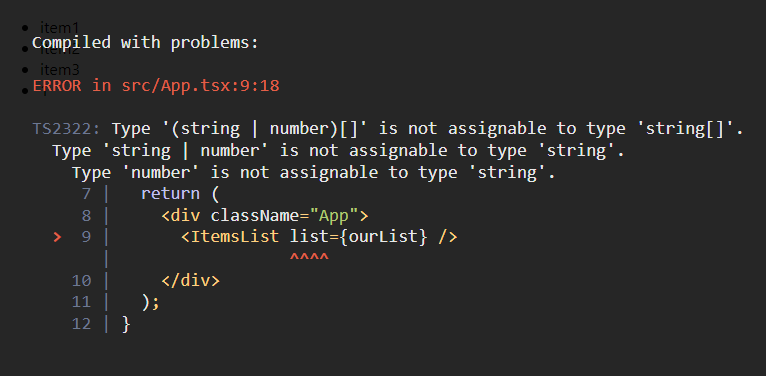 item1
Compiled with problems:
item2
item3
ERROR in src/App.tsx:9:18
TS2322: Type '(string | number)[]' is not assignable to type 'string[]'.
Type 'string | number' is not assignable to type 'string'.
Type 'number' is not assignable to type 'string'.
7 | return (
8 | <div className="App">
> 9 | <ItemsList list={ourList} />
| ^^^^
10 | </div>
11 | );
12 | }